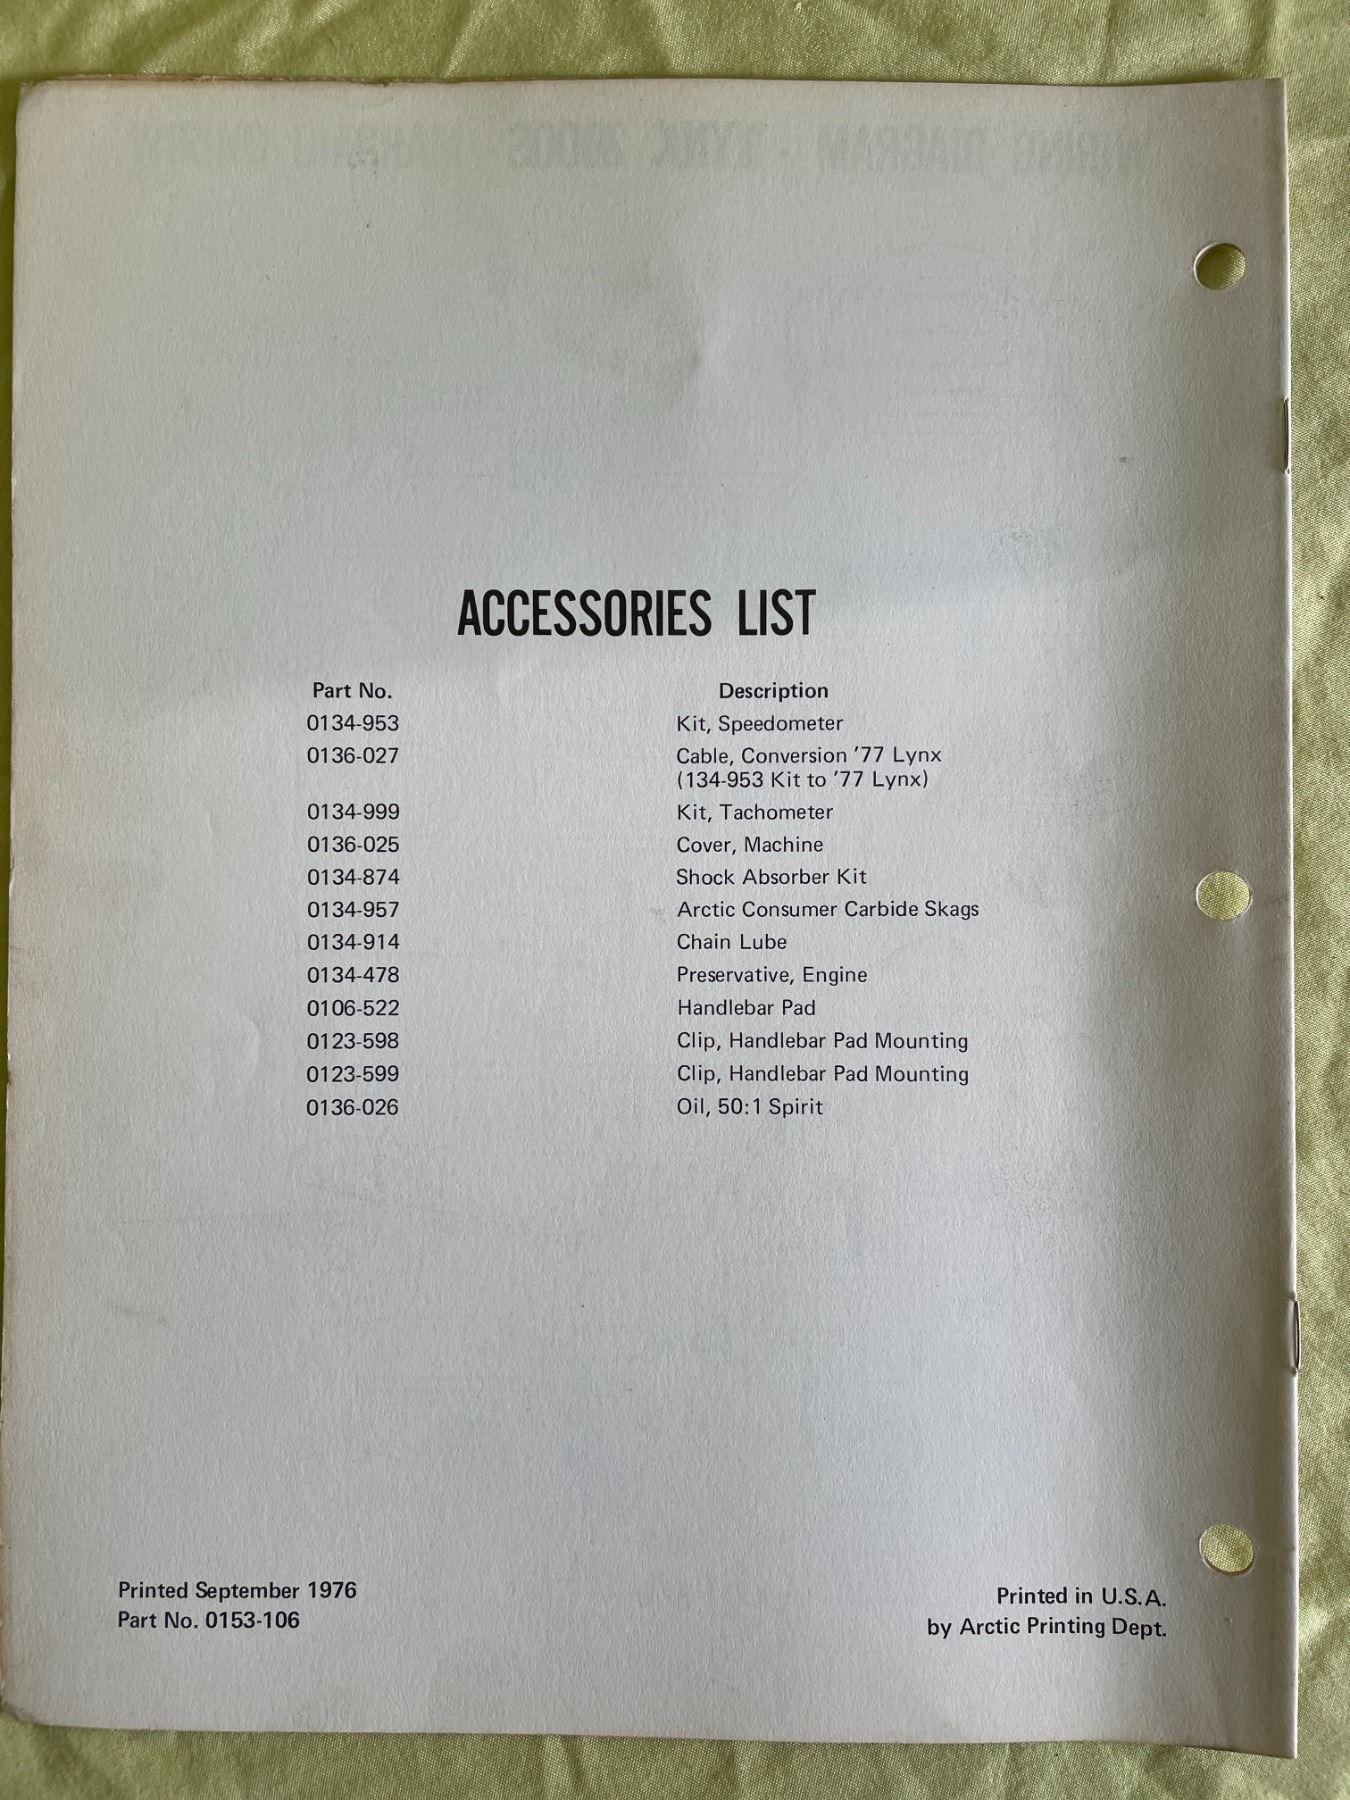 ACCESSORIES LIST
Part No. Description
0134-953 Kit, Speedometer
0136-027 Cable, Conversion '77 Lynx
(134-953 Kit to '77 Lynx)
0134-999 Kit, Tachometer
0136-025 Cover, Machine
0134-874 Shock Absorber Kit
0134-957 Arctic Consumer Carbide Skags
0134-914 Chain Lube
0134-478 Preservative, Engine
0106-522 Handlebar Pad
0123-598 Clip, Handlebar Pad Mounting
0123-599 Clip, Handlebar Pad Mounting
0136-026 Oil, 50:1 Spirit
Printed September 1976
Part No. 0153-106
Printed in U.S.A.
by Arctic Printing Dept.